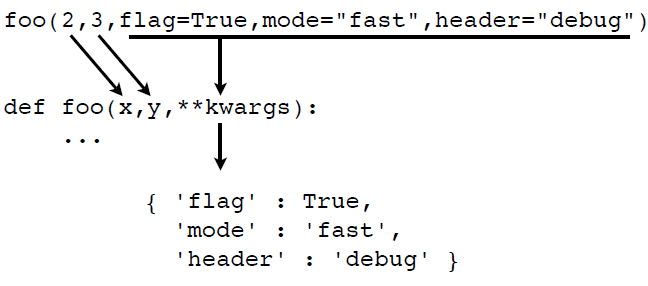 foo(2,3,flag=True,mode="fast",header="debug")
def foo(x,y,**kwargs):
...
{ 'flag' : True,
'mode' : 'fast',
'header' : 'debug' }